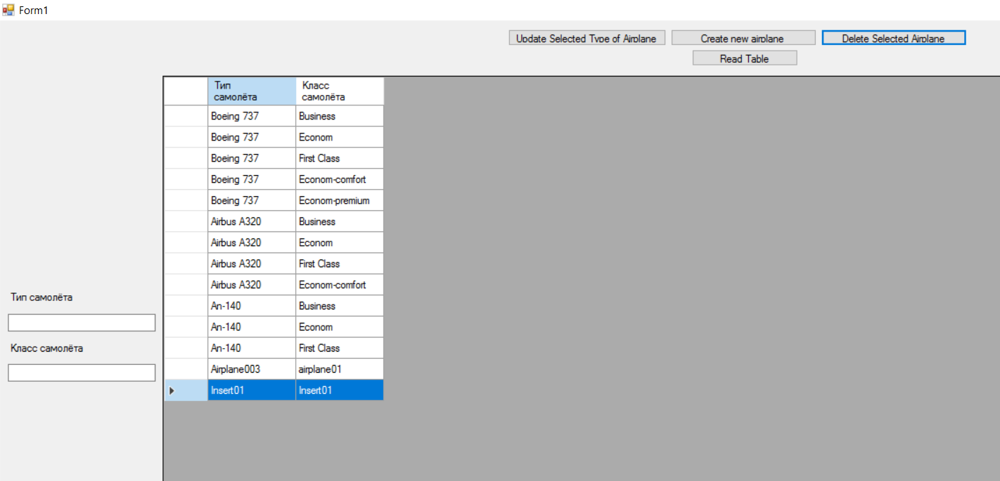 Form1
Update Selected Type of Airplane
Create new airplane
Delete Selected Airplane
Read Table
Тип самолёта
Класс самолёта
Тип
самолёта
Класс
самолёта
Boeing 737 Business
Boeing 737 Econom
Boeing 737 First Class
Boeing 737 Econom-comfort
Boeing 737 Econom-premium
Airbus A320 Business
Airbus A320 Econom
Airbus A320 First Class
Airbus A320 Econom-comfort
An-140 Business
An-140 Econom
An-140 First Class
Airplane003 airplane01
Insert01 Insert01